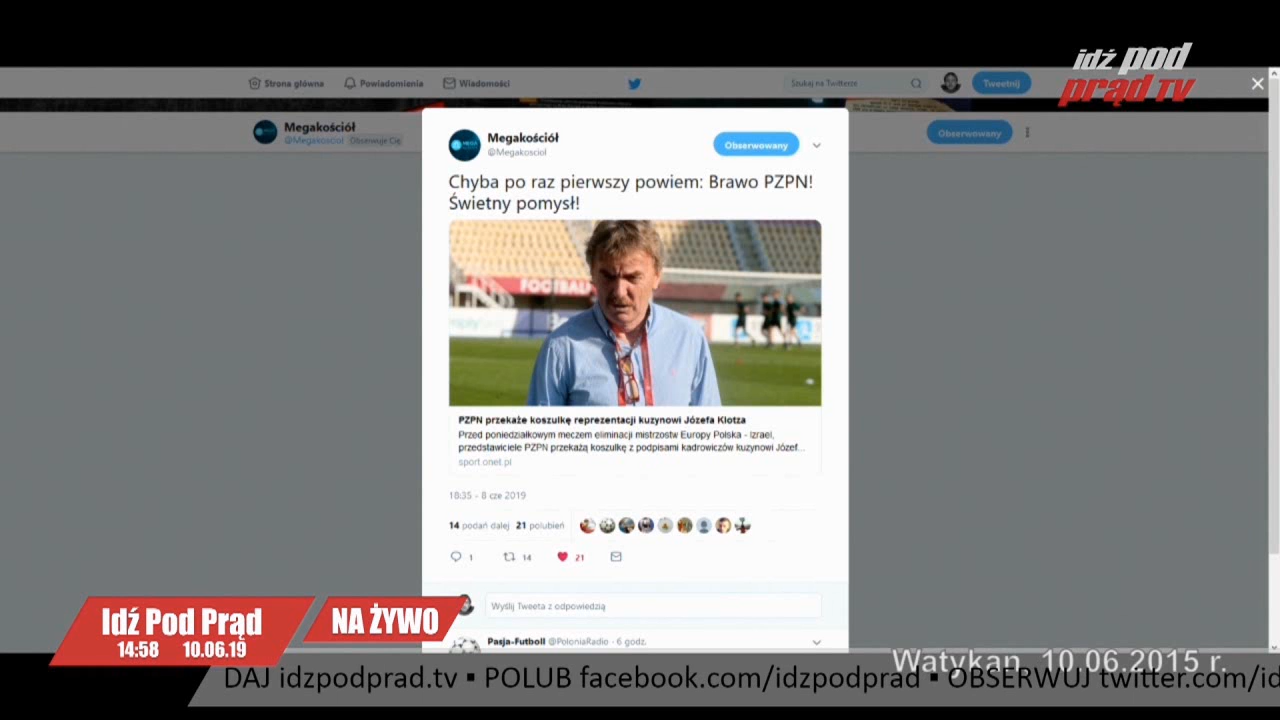 idź pod
prąd TV
Strona główna
Powiadomienia
Wiadomości
Szukaj na Twitterze
Tweetnij
Megakościół
@Megakosciol Obserwuje Cię
Obserwowany
Megakościół
@Megakosciol
Obserwowany
Chyba po raz pierwszy powiem: Brawo PZPN!
Świetny pomysł!
FOOTBAL
PZPN przekaże koszulkę reprezentacji kuzynowi Józefa Klotza
Przed poniedziałkowym meczem eliminacji mistrzostw Europy Polska - Izrael,
przedstawiciele PZPN przekażą koszulkę z podpisami kadrowiczów kuzynowi Józef...
sport.onet.pl
18:35 - 8 cze 2019
14 podań dalej 21 polubień
1 14 21
Wyślij Tweeta z odpowiedzią
Pasja-Futboll @PoloniaRadio · 6 godz.
Idź Pod Prąd
14:58 10.06.19
NA ŻYWO
Watykan, 10.06.2015 r.
DAJ idzpodprad.tv ▪ POLUB facebook.com/idzpodprad ▪ OBSERWUJ twitter.com/id